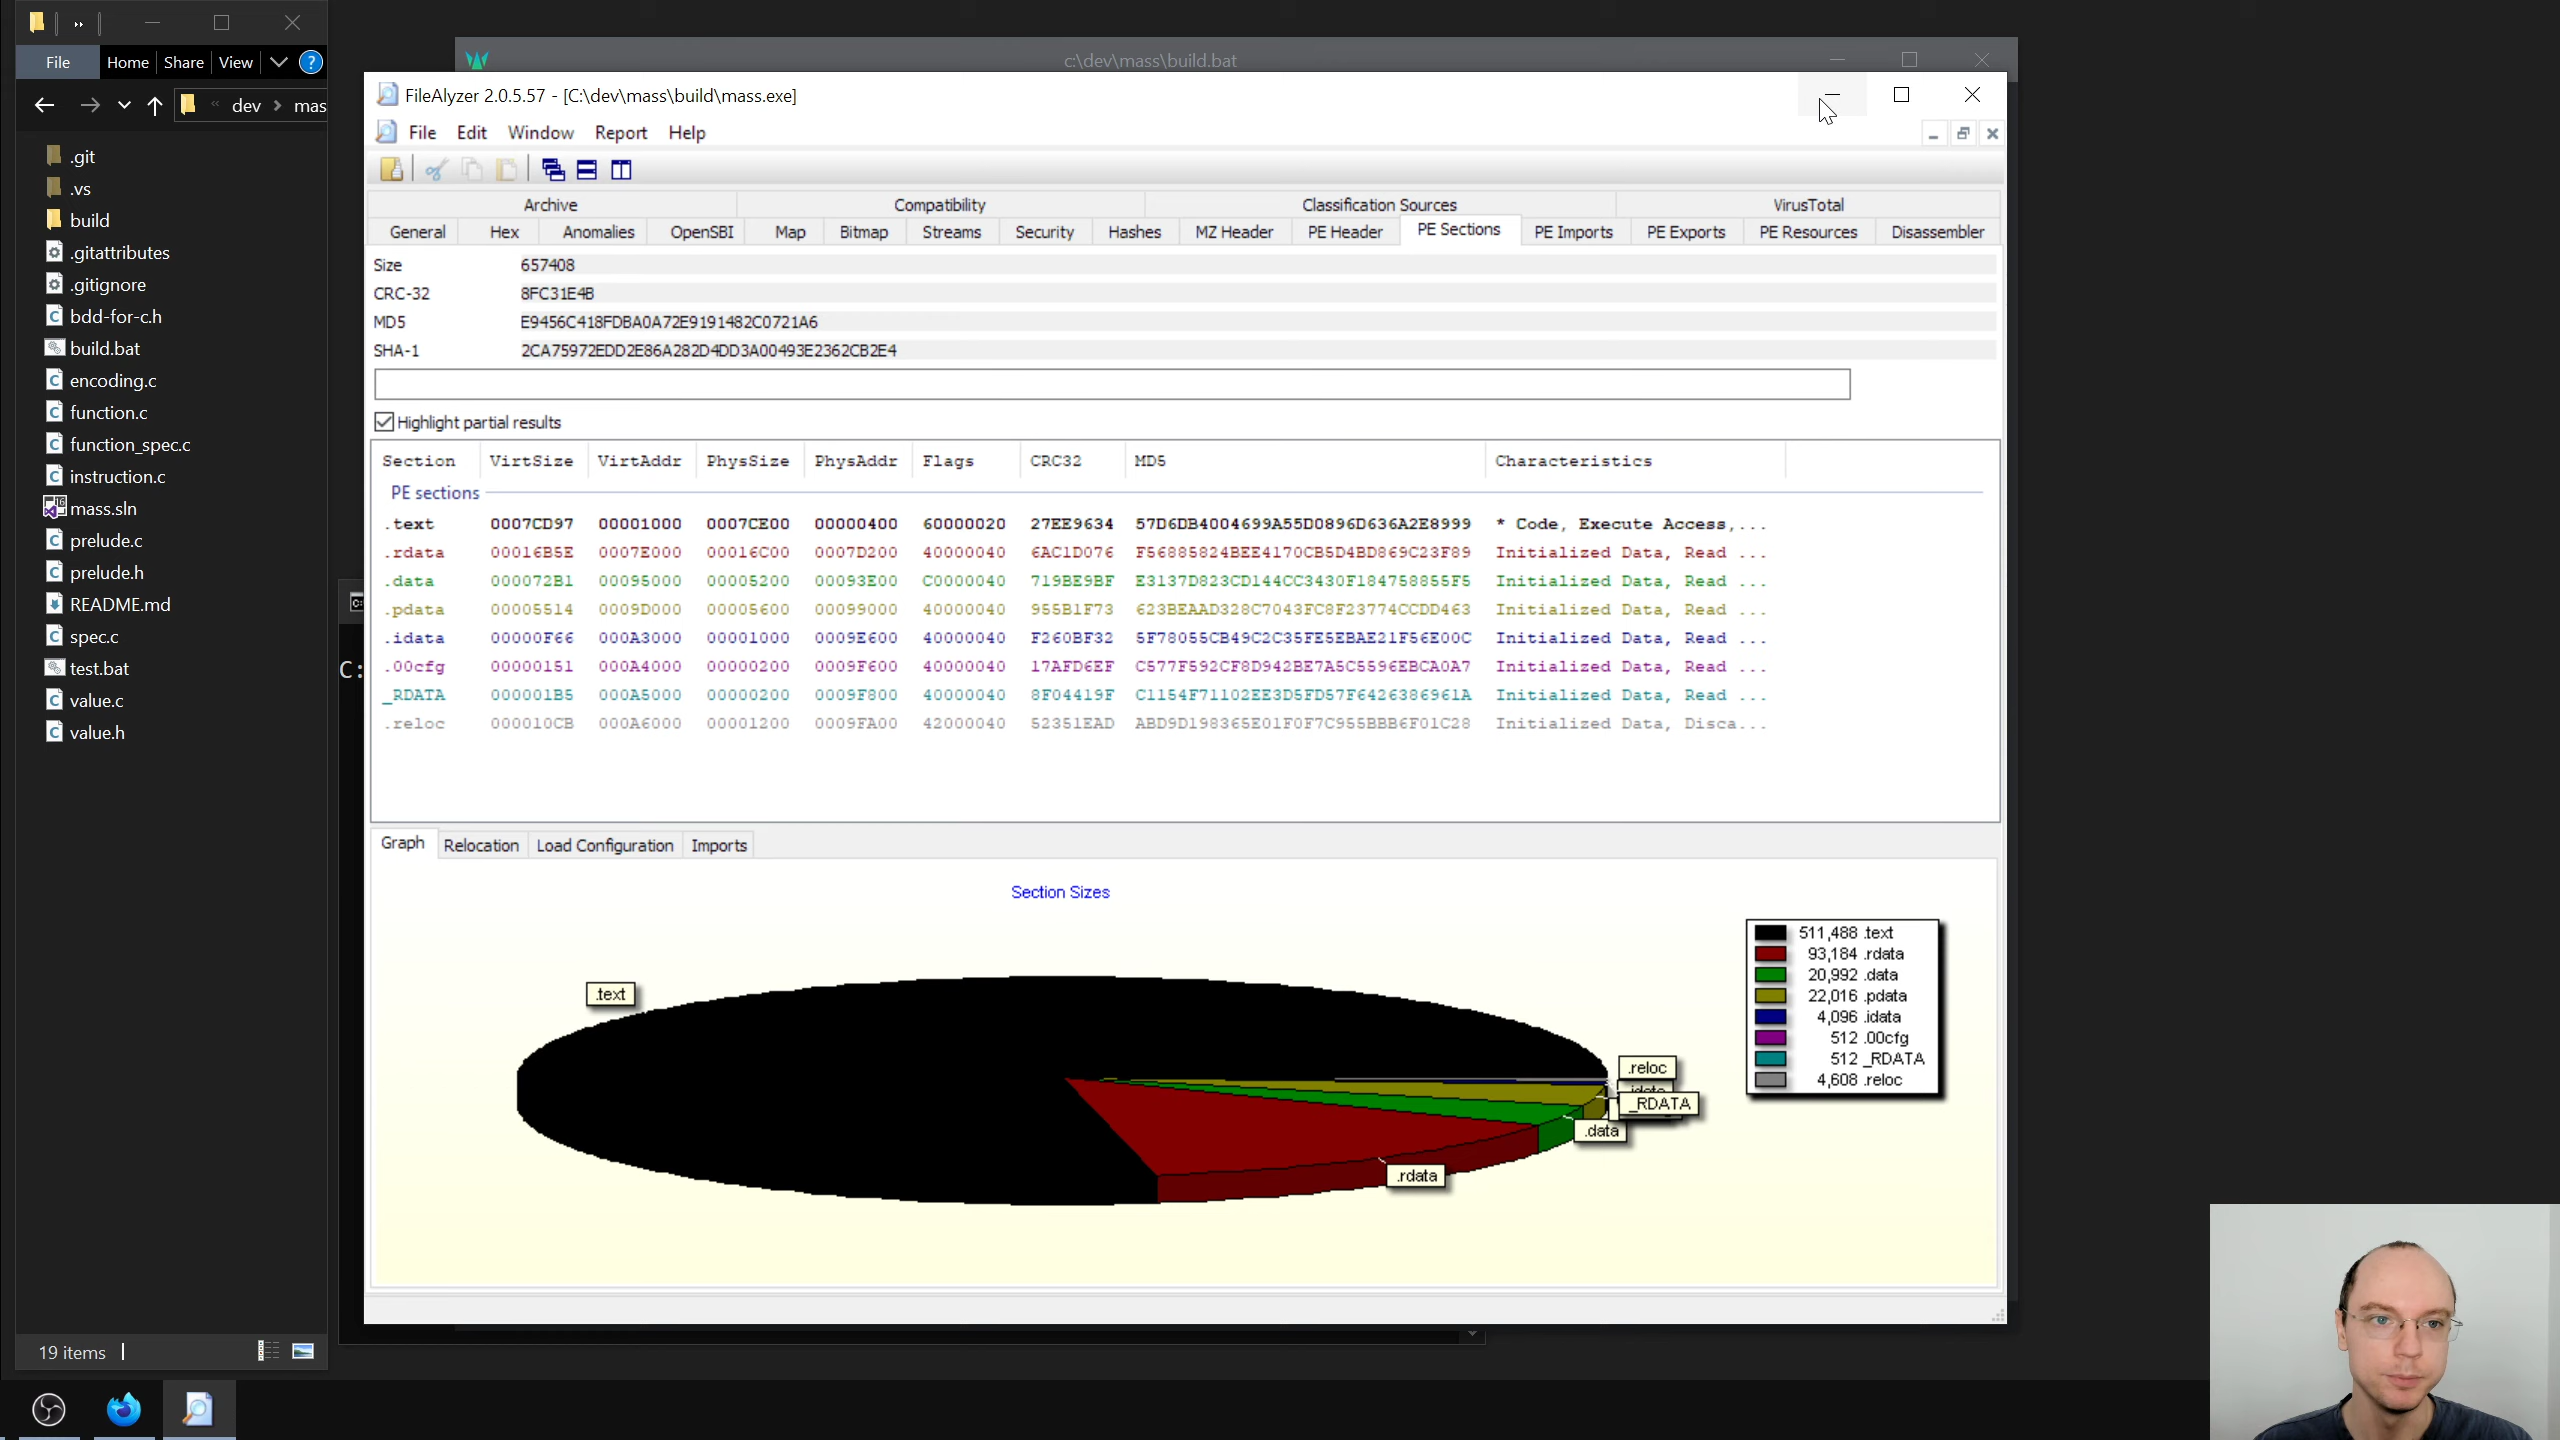 File Home Share View
dev > mas
.git
.vs
build
.gitattributes
.gitignore
bdd-for-c.h
build.bat
encoding.c
function.c
function_spec.c
instruction.c
mass.sln
prelude.c
prelude.h
README.md
spec.c
test.bat
value.c
value.h
19 items
c:\dev\mass\build.bat
C:
FileAlyzer 2.0.5.57 - [C:\dev\mass\build\mass.exe]
File Edit Window Report Help
Archive Compatibility Classification Sources VirusTotal
General Hex Anomalies OpenSBI Map Bitmap Streams Security Hashes MZ Header PE Header PE Sections PE Imports PE Exports PE Resources Disassembler
Size 657408
CRC-32 8FC31E4B
MD5 E9456C418FDBA0A72E9191482C0721A6
SHA-1 2CA75972EDD2E86A282D4DD3A00493E2362CB2E4
Highlight partial results
Section VirtSize VirtAddr PhysSize PhysAddr Flags CRC32 MD5 Characteristics
PE sections
.text 0007CD97 00001000 0007CE00 00000400 60000020 27EE9634 57D6DB4004699A55D0896D636A2E8999 * Code, Execute Access,...
.rdata 00016B5E 0007E000 00016C00 0007D200 40000040 6AC1D076 F56885824BEE4170CB5D4BD869C23F89 Initialized Data, Read ...
.data 000072B1 00095000 00005200 00093E00 C0000040 719BE9BF E3137D823CD144CC3430F184758855F5 Initialized Data, Read ...
.pdata 00005514 0009D000 00005600 00099000 40000040 955B1F73 623BEAAD328C7043FC8F23774CCDD463 Initialized Data, Read ...
.idata 00000F66 000A3000 00001000 0009E600 40000040 F260BF32 5F78055CB49C2C35FE5EBAE21F56E00C Initialized Data, Read ...
.00cfg 00000151 000A4000 00000200 0009F600 40000040 17AFD6EF C577F592CF8D942BE7A5C5596EBCA0A7 Initialized Data, Read ...
_RDATA 000001B5 000A5000 00000200 0009F800 40000040 8F04419F C1154F71102EE3D5FD57F6426386961A Initialized Data, Read ...
.reloc 000010CB 000A6000 00001200 0009FA00 42000040 52351EAD ABD9D198365E01F0F7C955BBB6F01C28 Initialized Data, Disca...
Graph Relocation Load Configuration Imports
Section Sizes
511,488 .text
93,184 .rdata
20,992 .data
22,016 .pdata
4,096 .idata
512 .00cfg
512 _RDATA
4,608 .reloc
.text
.reloc
.idata
_RDATA
.data
.rdata